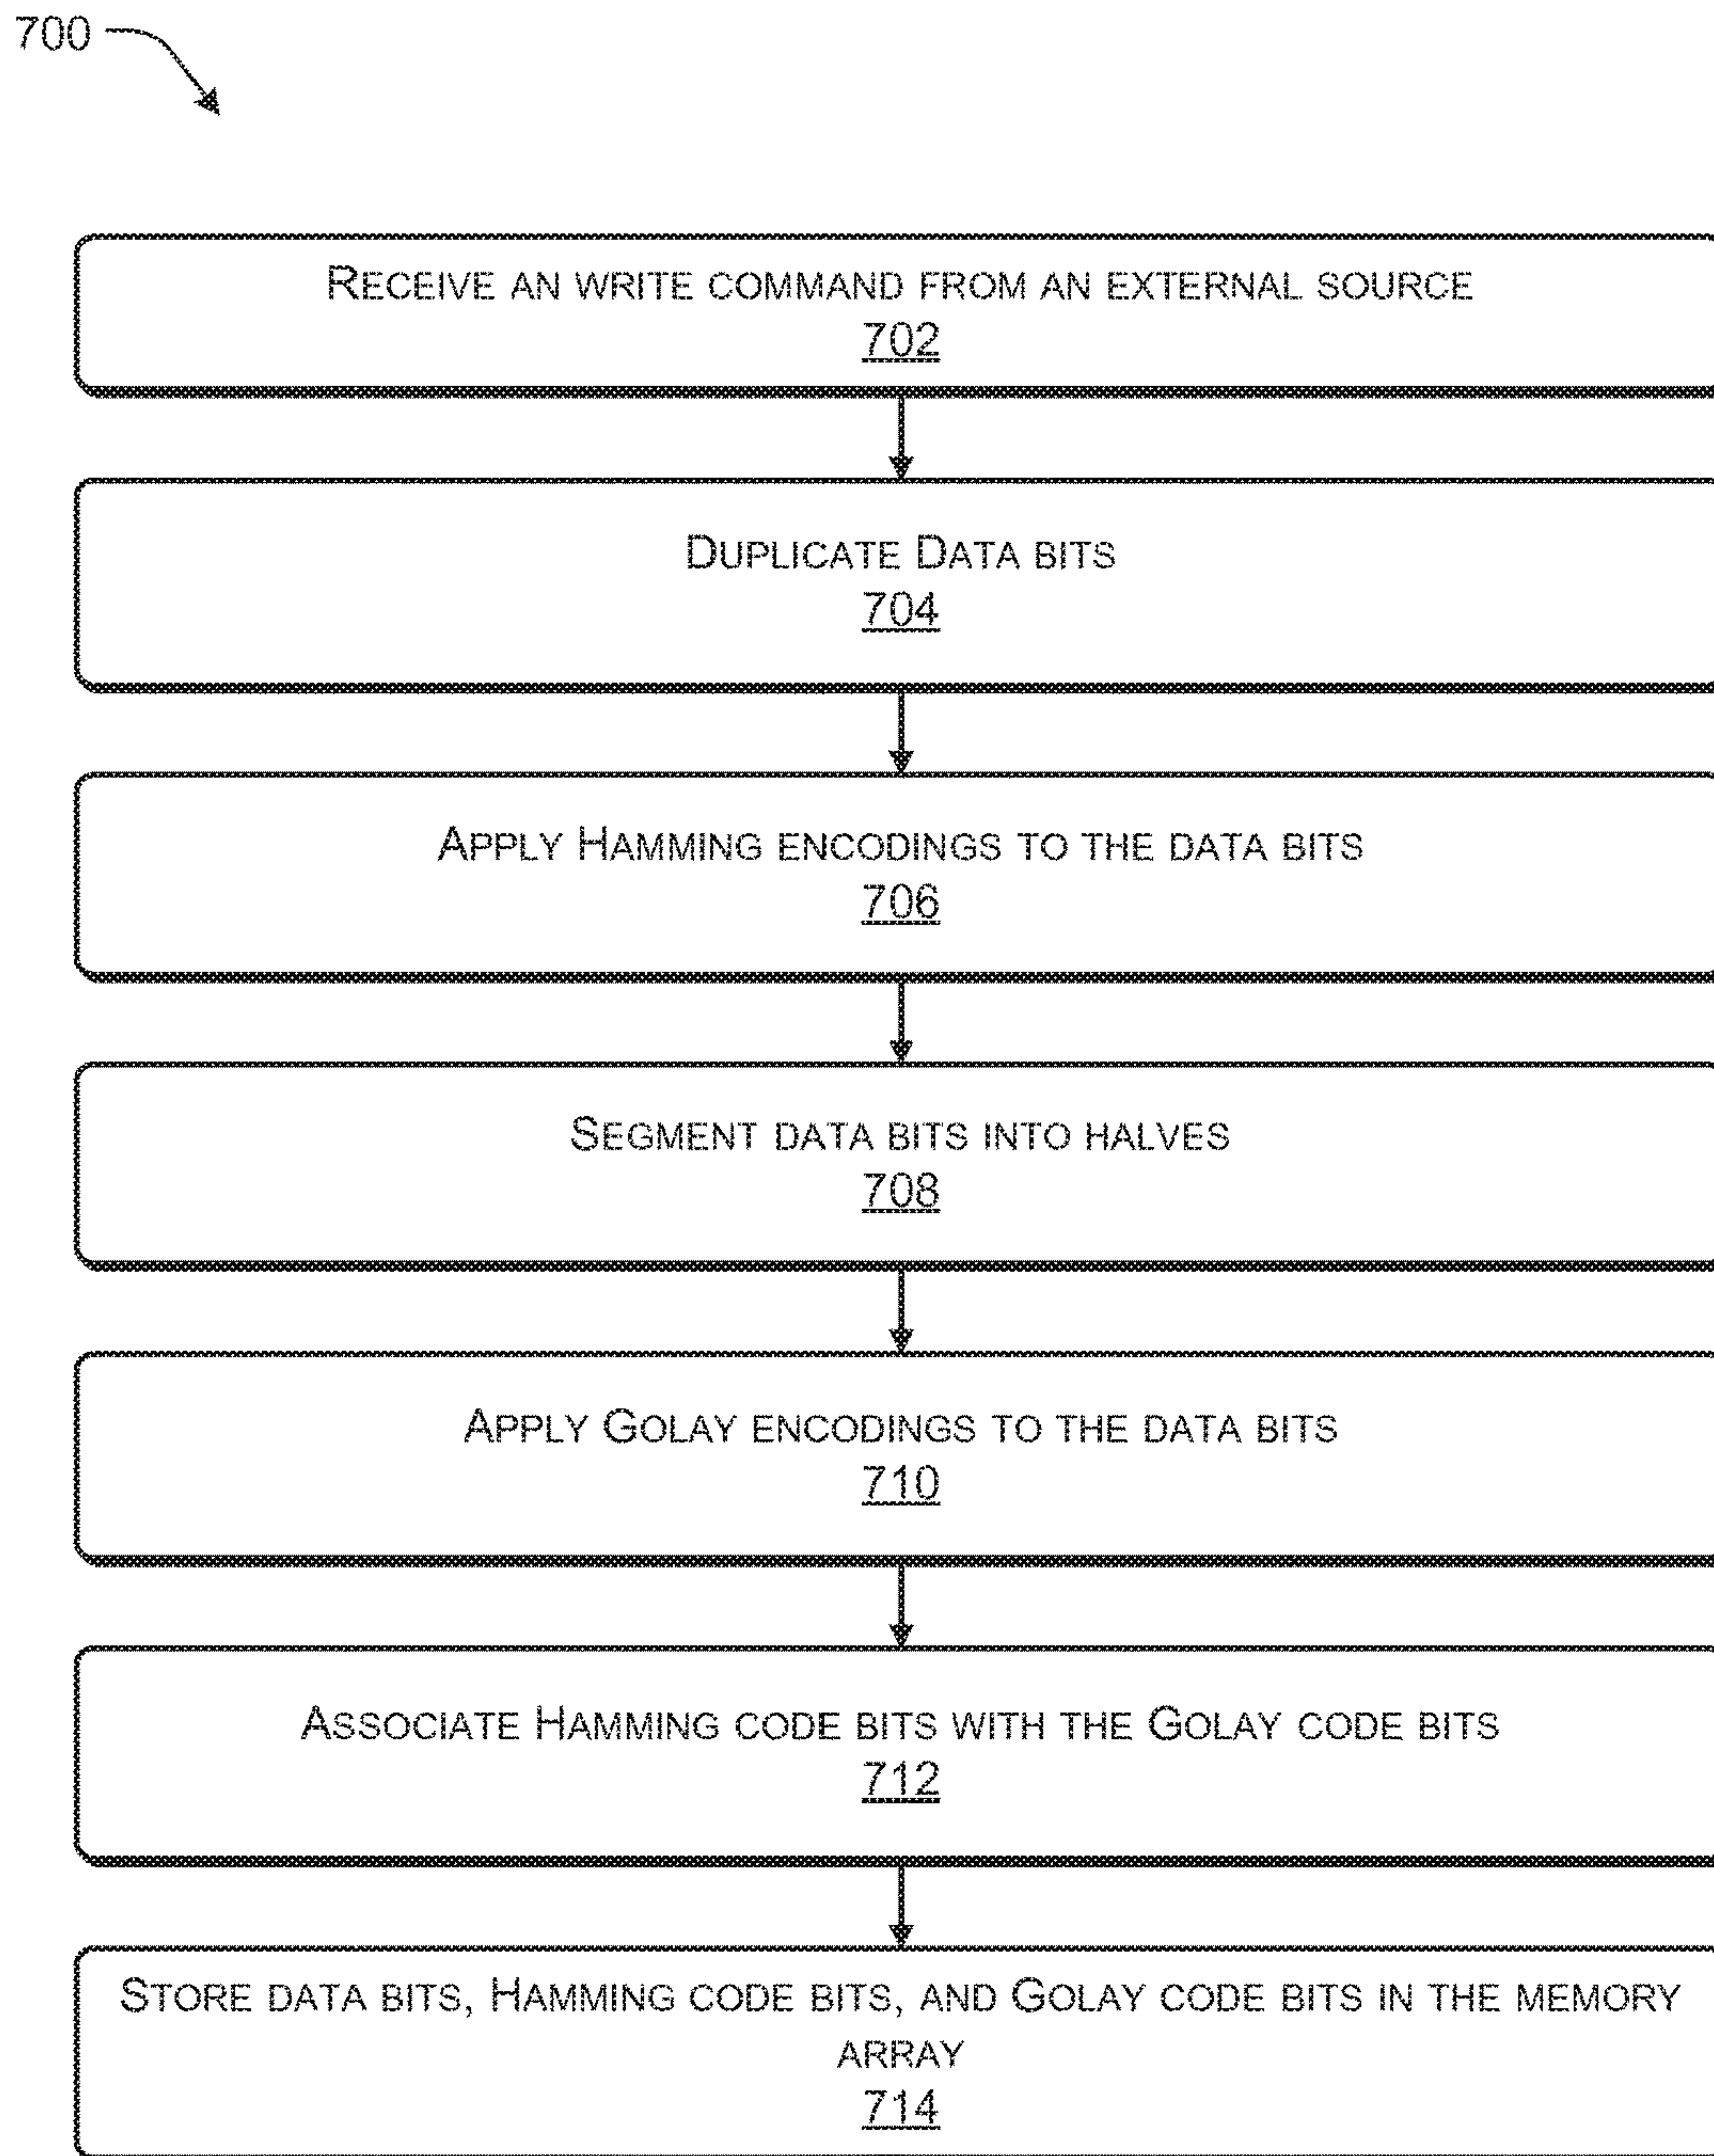 700
RECEIVE AN WRITE COMMAND FROM AN EXTERNAL SOURCE
702
DUPLICATE DATA BITS
704
APPLY HAMMING ENCODINGS TO THE DATA BITS
706
SEGMENT DATA BITS INTO HALVES
708
APPLY GOLAY ENCODINGS TO THE DATA BITS
710
ASSOCIATE HAMMING CODE BITS WITH THE GOLAY CODE BITS
712
STORE DATA BITS, HAMMING CODE BITS, AND GOLAY CODE BITS IN THE MEMORY
ARRAY
714